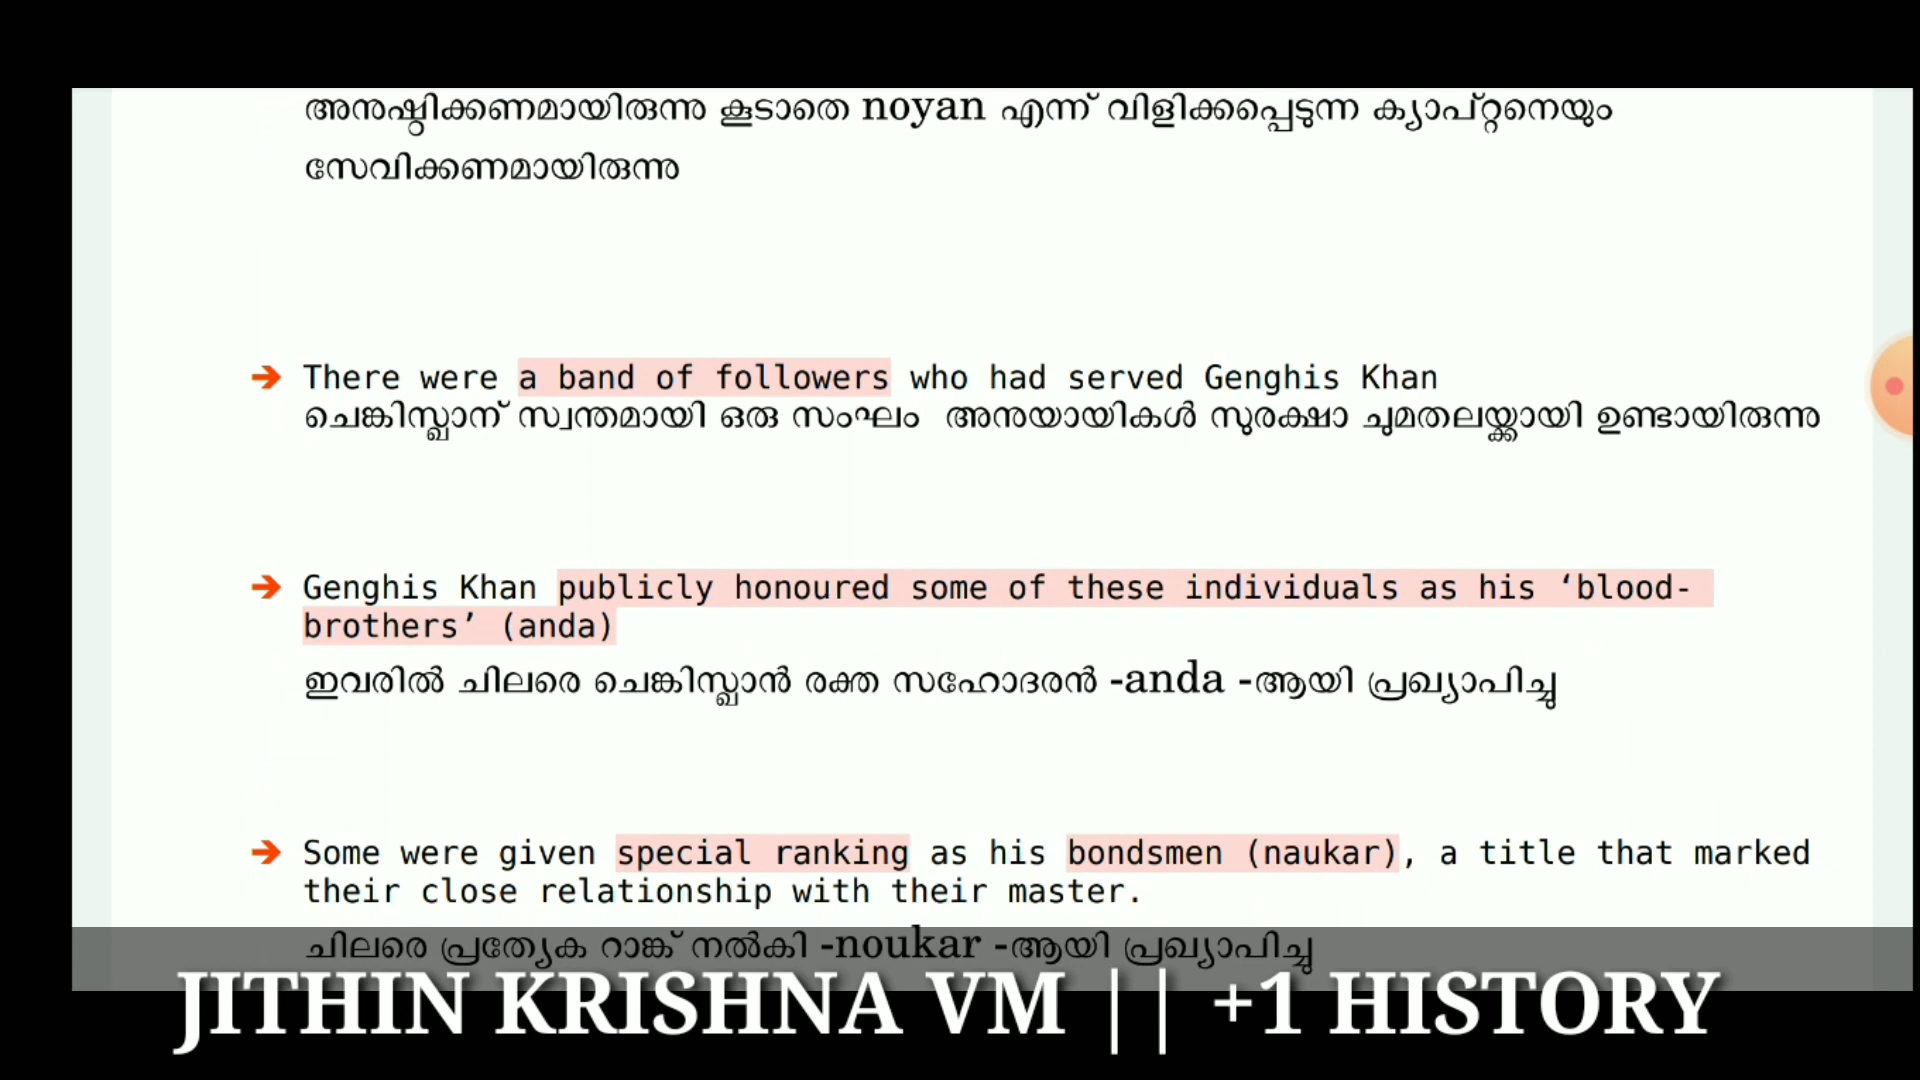 അനുഷ്ഠിക്കണമായിരുന്നു കൂടാതെ noyan എന്ന് വിളിക്കപ്പെടുന്ന ക്യാപ്റ്റനെയും
സേവിക്കണമായിരുന്നു
➔ There were a band of followers who had served Genghis Khan
ചെങ്കിസ്ഖാന് സ്വന്തമായി ഒരു സംഘം അനുയായികൾ സുരക്ഷാ ചുമതലയ്ക്കായി ഉണ്ടായിരുന്നു
➔ Genghis Khan publicly honoured some of these individuals as his ‘blood-
brothers’ (anda)
ഇവരിൽ ചിലരെ ചെങ്കിസ്ഖാൻ രക്ത സഹോദരൻ -anda -ആയി പ്രഖ്യാപിച്ചു
➔ Some were given special ranking as his bondsmen (naukar), a title that marked
their close relationship with their master.
ചിലരെ പ്രത്യേക റാങ്ക് നൽകി -noukar -ആയി പ്രഖ്യാപിച്ചു
JITHIN KRISHNA VM || +1 HISTORY